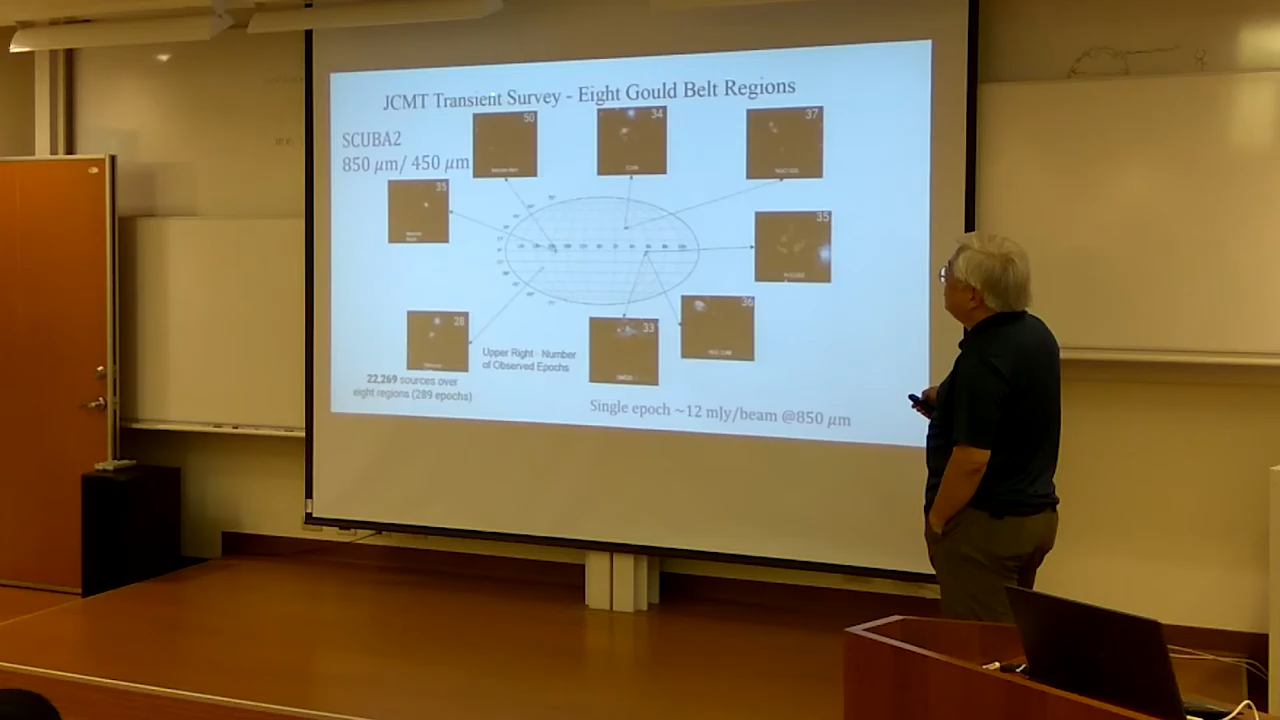 JCMT Transient Survey - Eight Gould Belt Regions
SCUBA2
850 μm/ 450 μm
50
34
37
35
35
28
33
36
Upper Right - Number
of Observed Epochs
22,269 sources over
eight regions (289 epochs)
Single epoch ~12 mJy/beam @850 μm